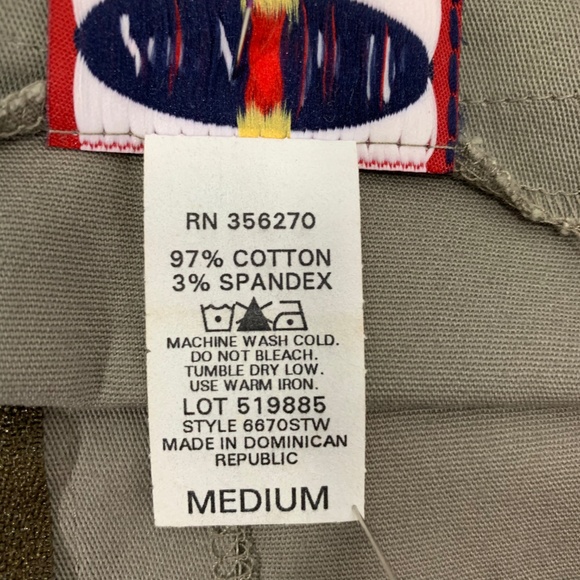 RN 356270
97% COTTON
3% SPANDEX
MACHINE WASH COLD.
DO NOT BLEACH.
TUMBLE DRY LOW.
USE WARM IRON.
LOT 519885
STYLE 6670STW
MADE IN DOMINICAN
REPUBLIC
MEDIUM